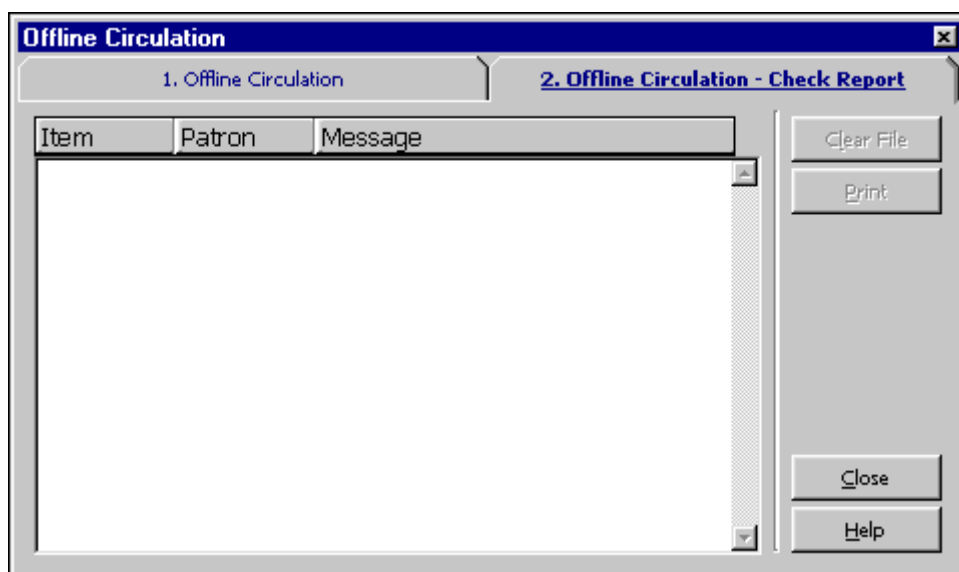 Offline Circulation
1. Offline Circulation
2. Offline Circulation - Check Report
Item Patron Message
Clear File
Print
Close
Help